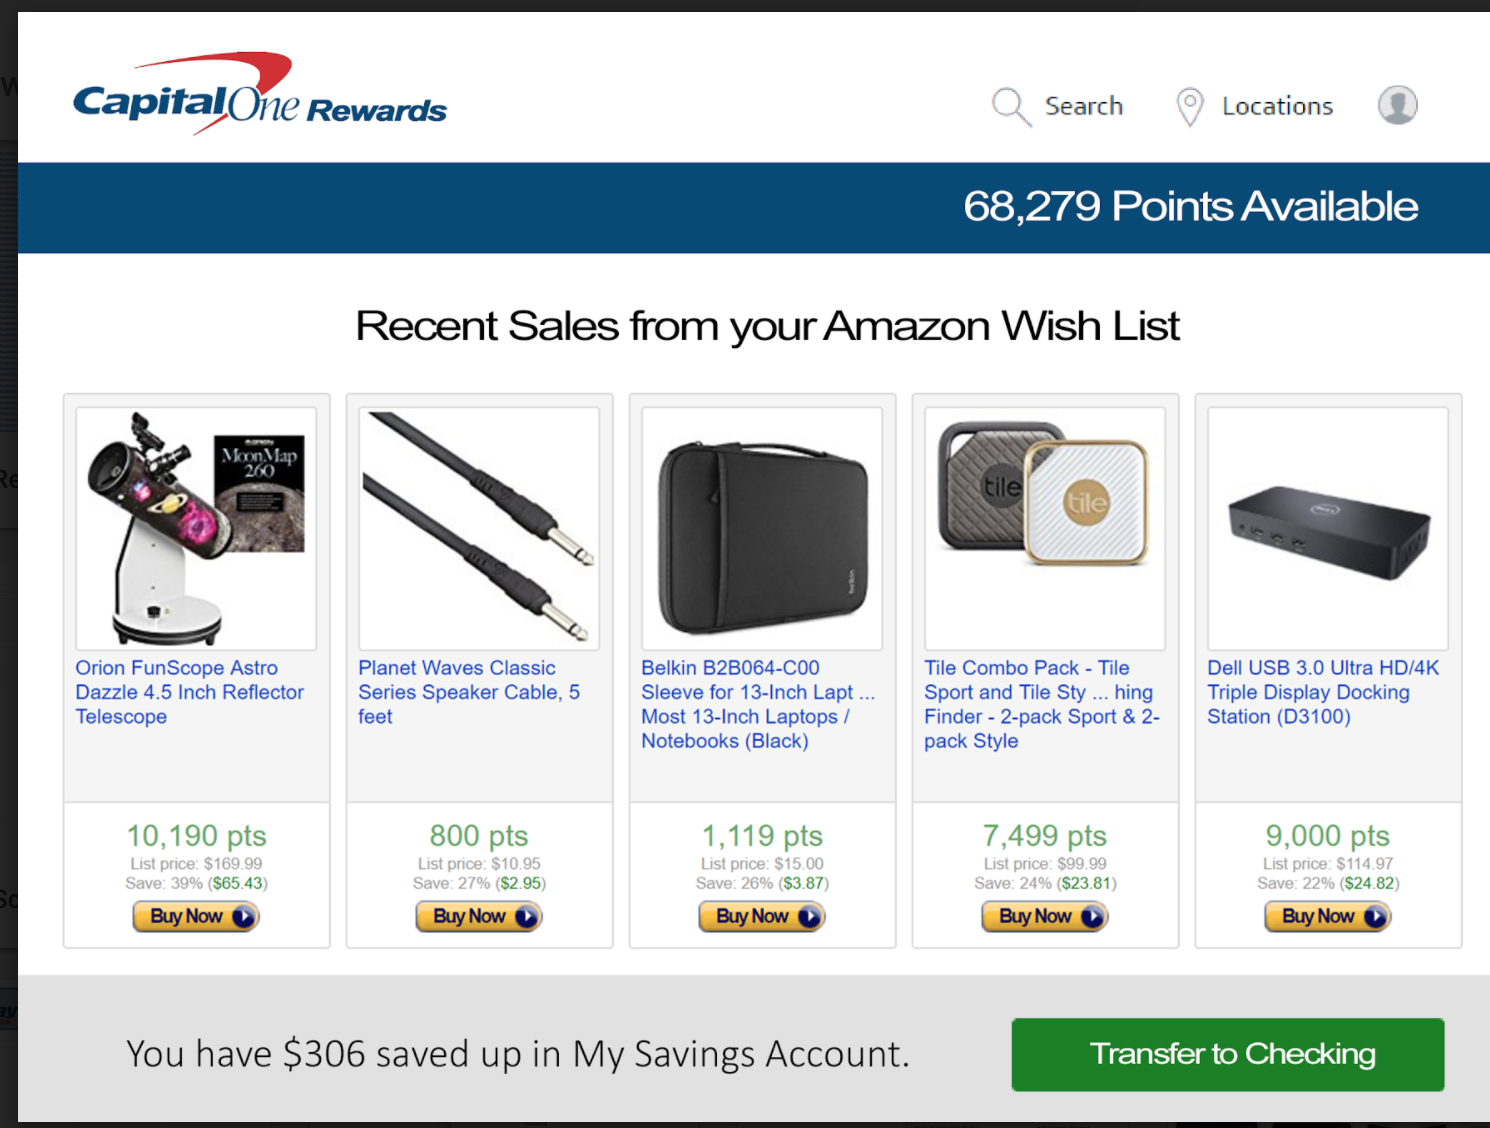 CapitalOne Rewards
Search
Locations
68,279 Points Available
Recent Sales from your Amazon Wish List
MoonMap
260
tile
tile
belkin
DELL
Orion FunScope Astro
Dazzle 4.5 Inch Reflector
Telescope
Planet Waves Classic
Series Speaker Cable, 5
feet
Belkin B2B064-C00
Sleeve for 13-Inch Lapt ...
Most 13-Inch Laptops /
Notebooks (Black)
Tile Combo Pack - Tile
Sport and Tile Sty ... hing
Finder - 2-pack Sport & 2-
pack Style
Dell USB 3.0 Ultra HD/4K
Triple Display Docking
Station (D3100)
10,190 pts
List price: $169.99
Save: 39% ($65.43)
Buy Now
800 pts
List price: $10.95
Save: 27% ($2.95)
Buy Now
1,119 pts
List price: $15.00
Save: 26% ($3.87)
Buy Now
7,499 pts
List price: $99.99
Save: 24% ($23.81)
Buy Now
9,000 pts
List price: $114.97
Save: 22% ($24.82)
Buy Now
You have $306 saved up in My Savings Account.
Transfer to Checking